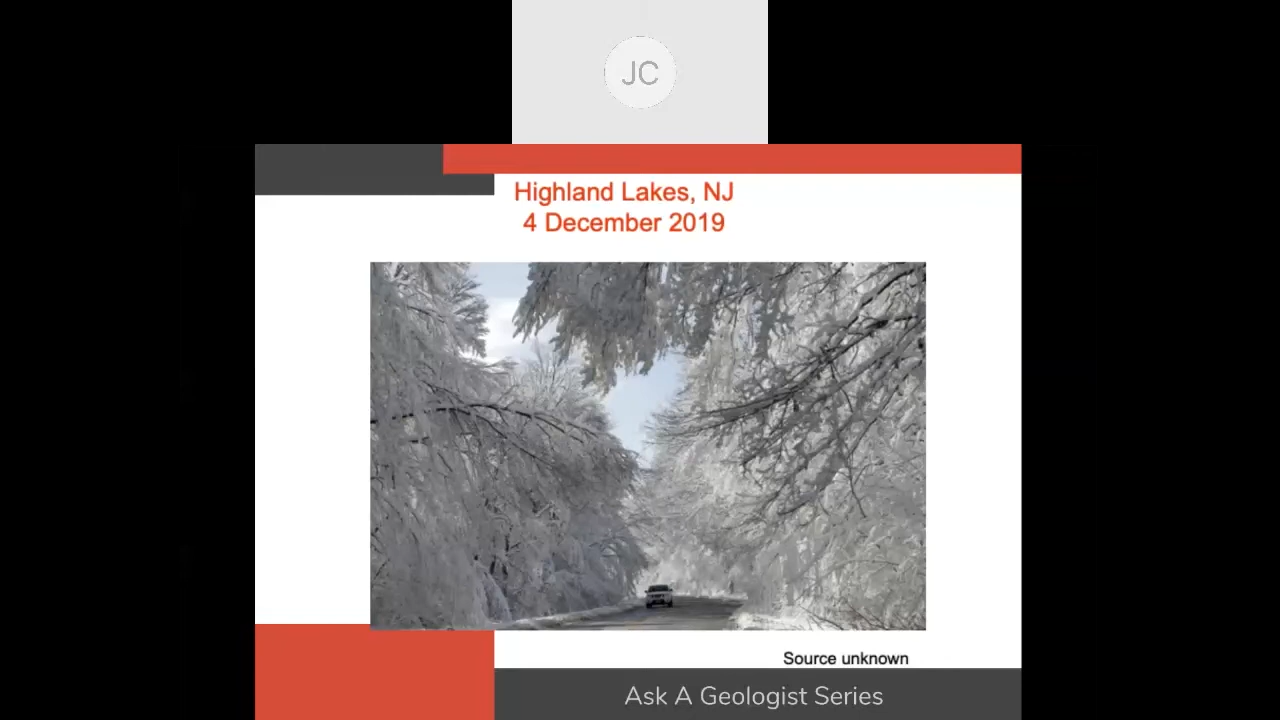 JC
Highland Lakes, NJ
4 December 2019
Source unknown
Ask A Geologist Series